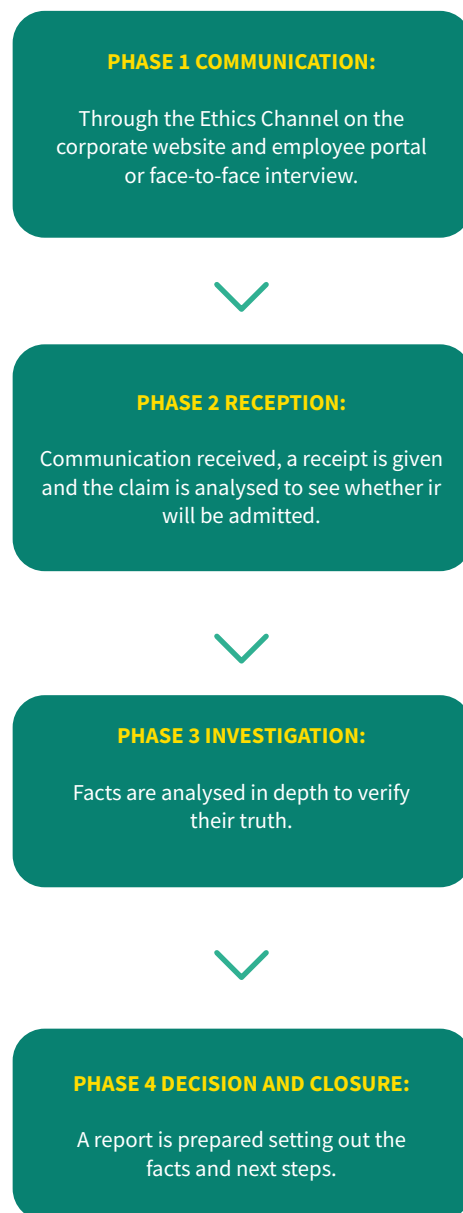 PHASE 1 COMMUNICATION:
Through the Ethics Channel on the
corporate website and employee portal
or face-to-face interview.
PHASE 2 RECEPTION:
Communication received, a receipt is given
and the claim is analysed to see whether ir
will be admitted.
PHASE 3 INVESTIGATION:
Facts are analysed in depth to verify
their truth.
PHASE 4 DECISION AND CLOSURE:
A report is prepared setting out the
facts and next steps.